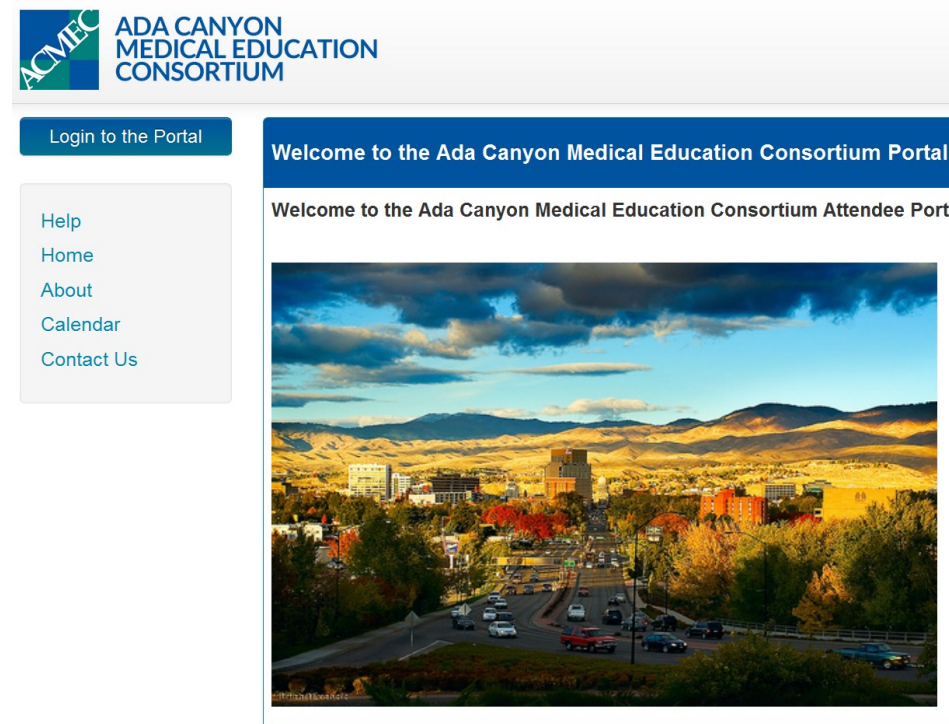 ACMEC
ADA CANYON
MEDICAL EDUCATION
CONSORTIUM
Login to the Portal
Help
Home
About
Calendar
Contact Us
Welcome to the Ada Canyon Medical Education Consortium Portal
Welcome to the Ada Canyon Medical Education Consortium Attendee Port